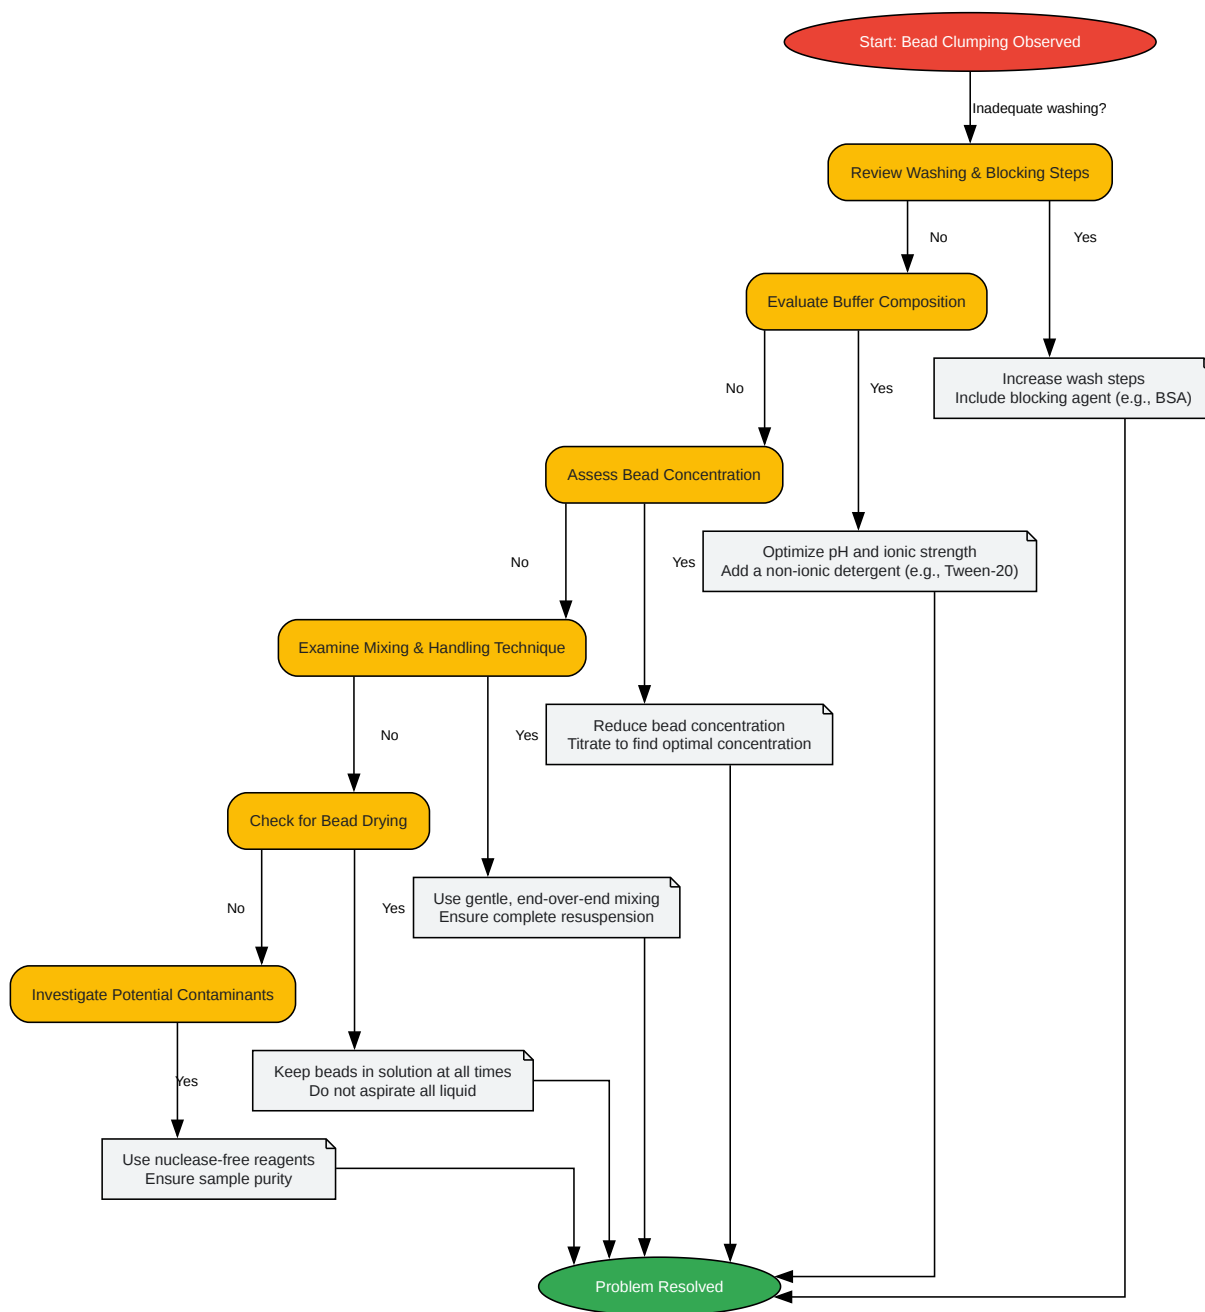 Start: Bead Clumping Observed
Inadequate washing?
Review Washing & Blocking Steps
No
Yes
Evaluate Buffer Composition
No
Yes
Increase wash steps
Include blocking agent (e.g., BSA)
Assess Bead Concentration
No
Yes
Optimize pH and ionic strength
Add a non-ionic detergent (e.g., Tween-20)
Examine Mixing & Handling Technique
No
Yes
Reduce bead concentration
Titrate to find optimal concentration
Check for Bead Drying
No
Yes
Use gentle, end-over-end mixing
Ensure complete resuspension
Investigate Potential Contaminants
Yes
Keep beads in solution at all times
Do not aspirate all liquid
Use nuclease-free reagents
Ensure sample purity
Problem Resolved